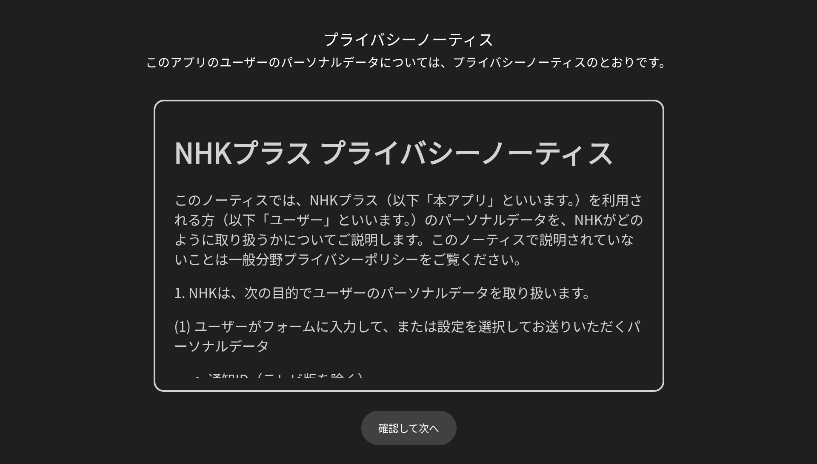 プライバシーノーティス
このアプリのユーザーのパーソナルデータについては、プライバシーノーティスのとおりです。
NHKプラス プライバシーノーティス
このノーティスでは、NHKプラス（以下「本アプリ」といいます。）を利用さ
れる方（以下「ユーザー」といいます。）のパーソナルデータを、NHKがどの
ように取り扱うかについてご説明します。このノーティスで説明されていな
いことは一般分野プライバシーポリシーをご覧ください。
1. NHKは、次の目的でユーザーのパーソナルデータを取り扱います。
(1) ユーザーがフォームに入力して、または設定を選択してお送りいただくパ
ーソナルデータ
• 通知ID（テレビ版を除く）
確認して次へ